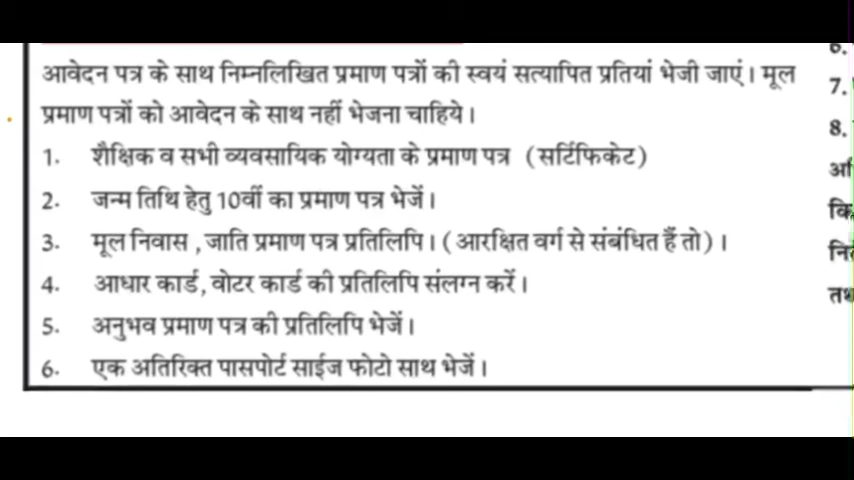 आवेदन पत्र के साथ निम्नलिखित प्रमाण पत्रों की स्वयं सत्यापित प्रतियां भेजी जाएं। मूल
प्रमाण पत्रों को आवेदन के साथ नहीं भेजना चाहिये।
1. शैक्षिक व सभी व्यवसायिक योग्यता के प्रमाण पत्र (सर्टिफिकेट)
2. जन्म तिथि हेतु 10वीं का प्रमाण पत्र भेजें।
3. मूल निवास , जाति प्रमाण पत्र प्रतिलिपि। (आरक्षित वर्ग से संबंधित हैं तो)।
4. आधार कार्ड, वोटर कार्ड की प्रतिलिपि संलग्न करें।
5. अनुभव प्रमाण पत्र की प्रतिलिपि भेजें।
6. एक अतिरिक्त पासपोर्ट साईज फोटो साथ भेजें।
6.
7.
8.